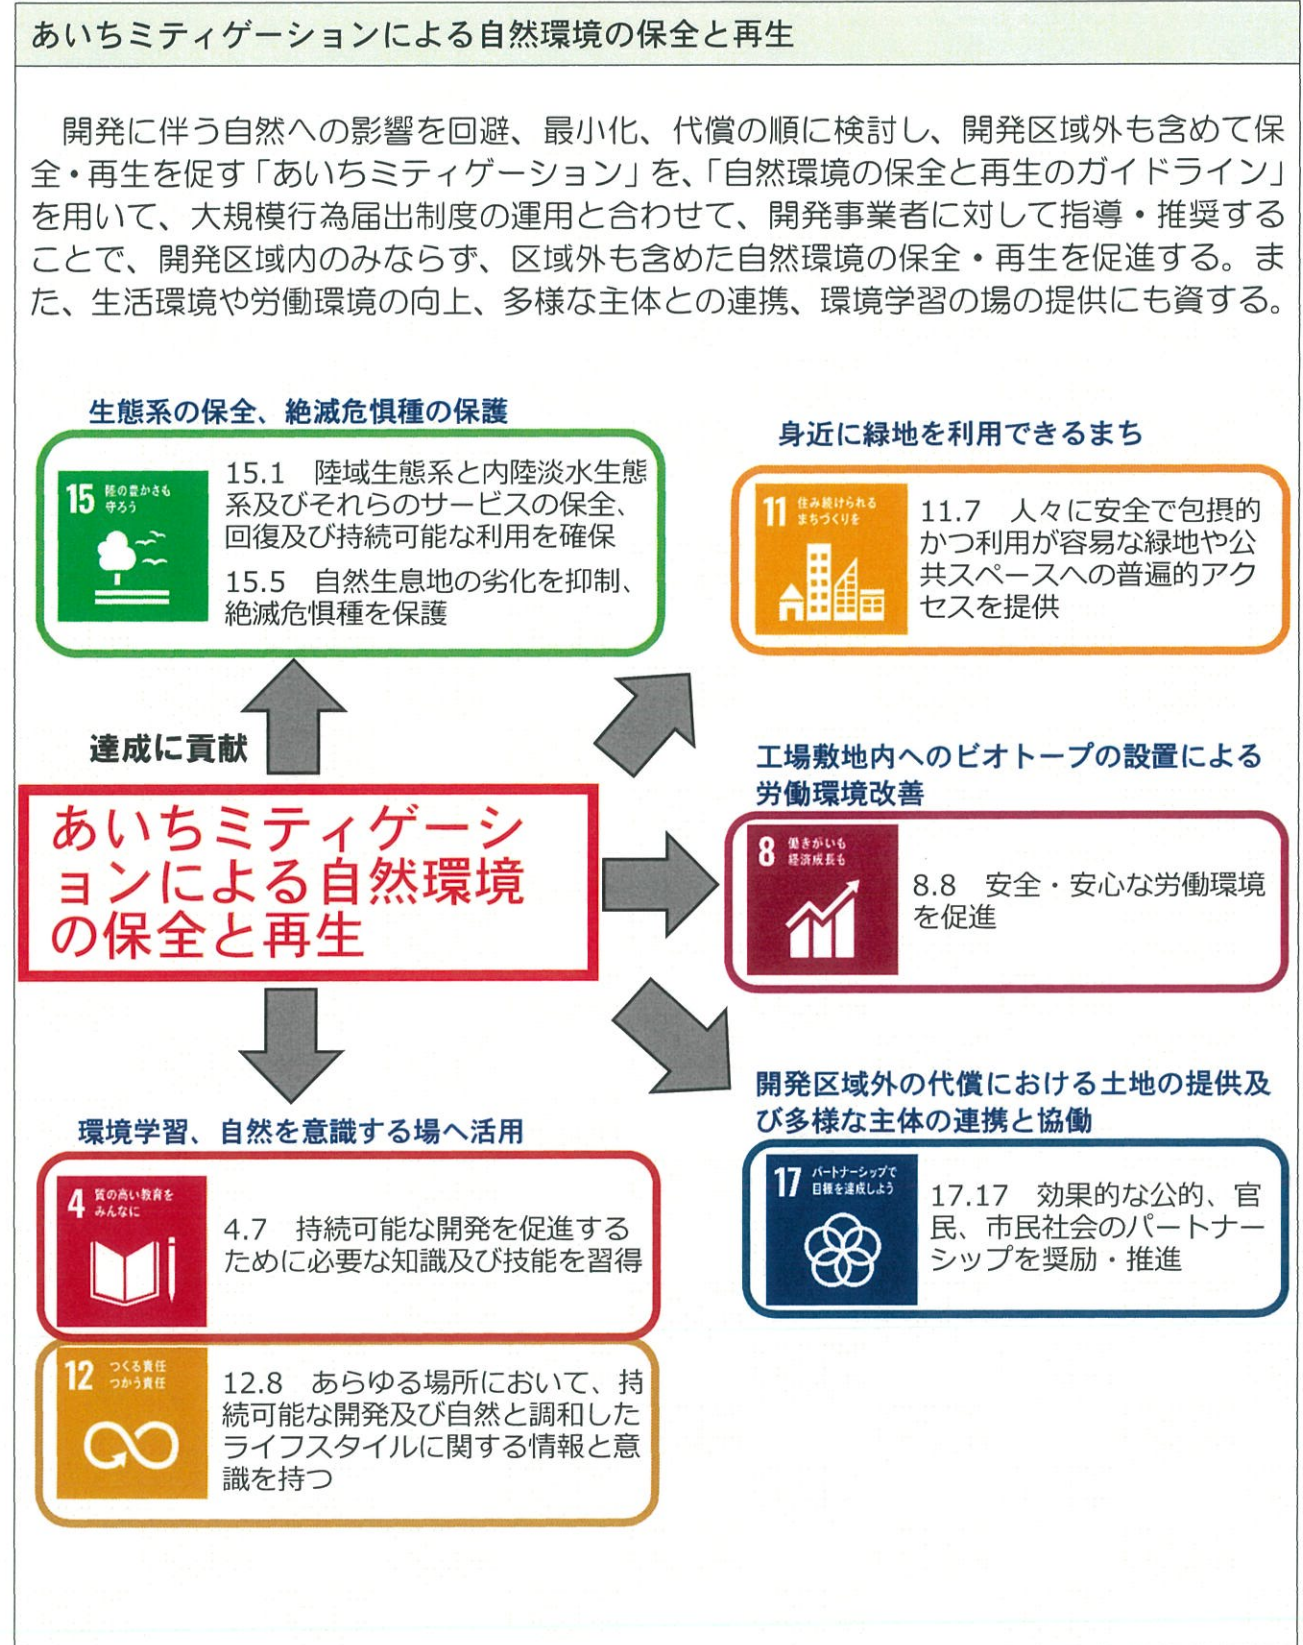 あいちミティゲーションによる自然環境の保全と再生
開発に伴う自然への影響を回避、最小化、代償の順に検討し、開発区域外も含めて保
全・再生を促す「あいちミティゲーション」を、「自然環境の保全と再生のガイドライン」
を用いて、大規模行為届出制度の運用と合わせて、開発事業者に対して指導・推奨する
ことで、開発区域内のみならず、区域外も含めた自然環境の保全・再生を促進する。ま
た、生活環境や労働環境の向上、多様な主体との連携、環境学習の場の提供にも資する。
生態系の保全、絶滅危惧種の保護
15 陸の豊かさも
守ろう
15.1 陸域生態系と内陸淡水生態
系及びそれらのサービスの保全、
回復及び持続可能な利用を確保
15.5 自然生息地の劣化を抑制、
絶滅危惧種を保護
身近に緑地を利用できるまち
11 住み続けられる
まちづくりを
11.7 人々に安全で包摂的
かつ利用が容易な緑地や公
共スペースへの普遍的アク
セスを提供
達成に貢献
あいちミティゲーシ
ョンによる自然環境
の保全と再生
工場敷地内へのビオトープの設置による
労働環境改善
8 働きがいも
経済成長も
8.8 安全・安心な労働環境
を促進
開発区域外の代償における土地の提供及
び多様な主体の連携と協働
17 パートナーシップで
目標を達成しよう
17.17 効果的な公的、官
民、市民社会のパートナー
シップを奨励・推進
環境学習、自然を意識する場へ活用
4 質の高い教育を
みんなに
4.7 持続可能な開発を促進する
ために必要な知識及び技能を習得
12 つくる責任
つかう責任
12.8 あらゆる場所において、持
続可能な開発及び自然と調和した
ライフスタイルに関する情報と意
識を持つ